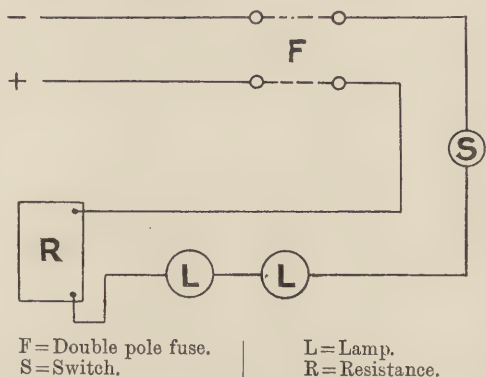 −
F
+
S
R
L L
F=Double pole fuse.
S=Switch.
L=Lamp.
R=Resistance.